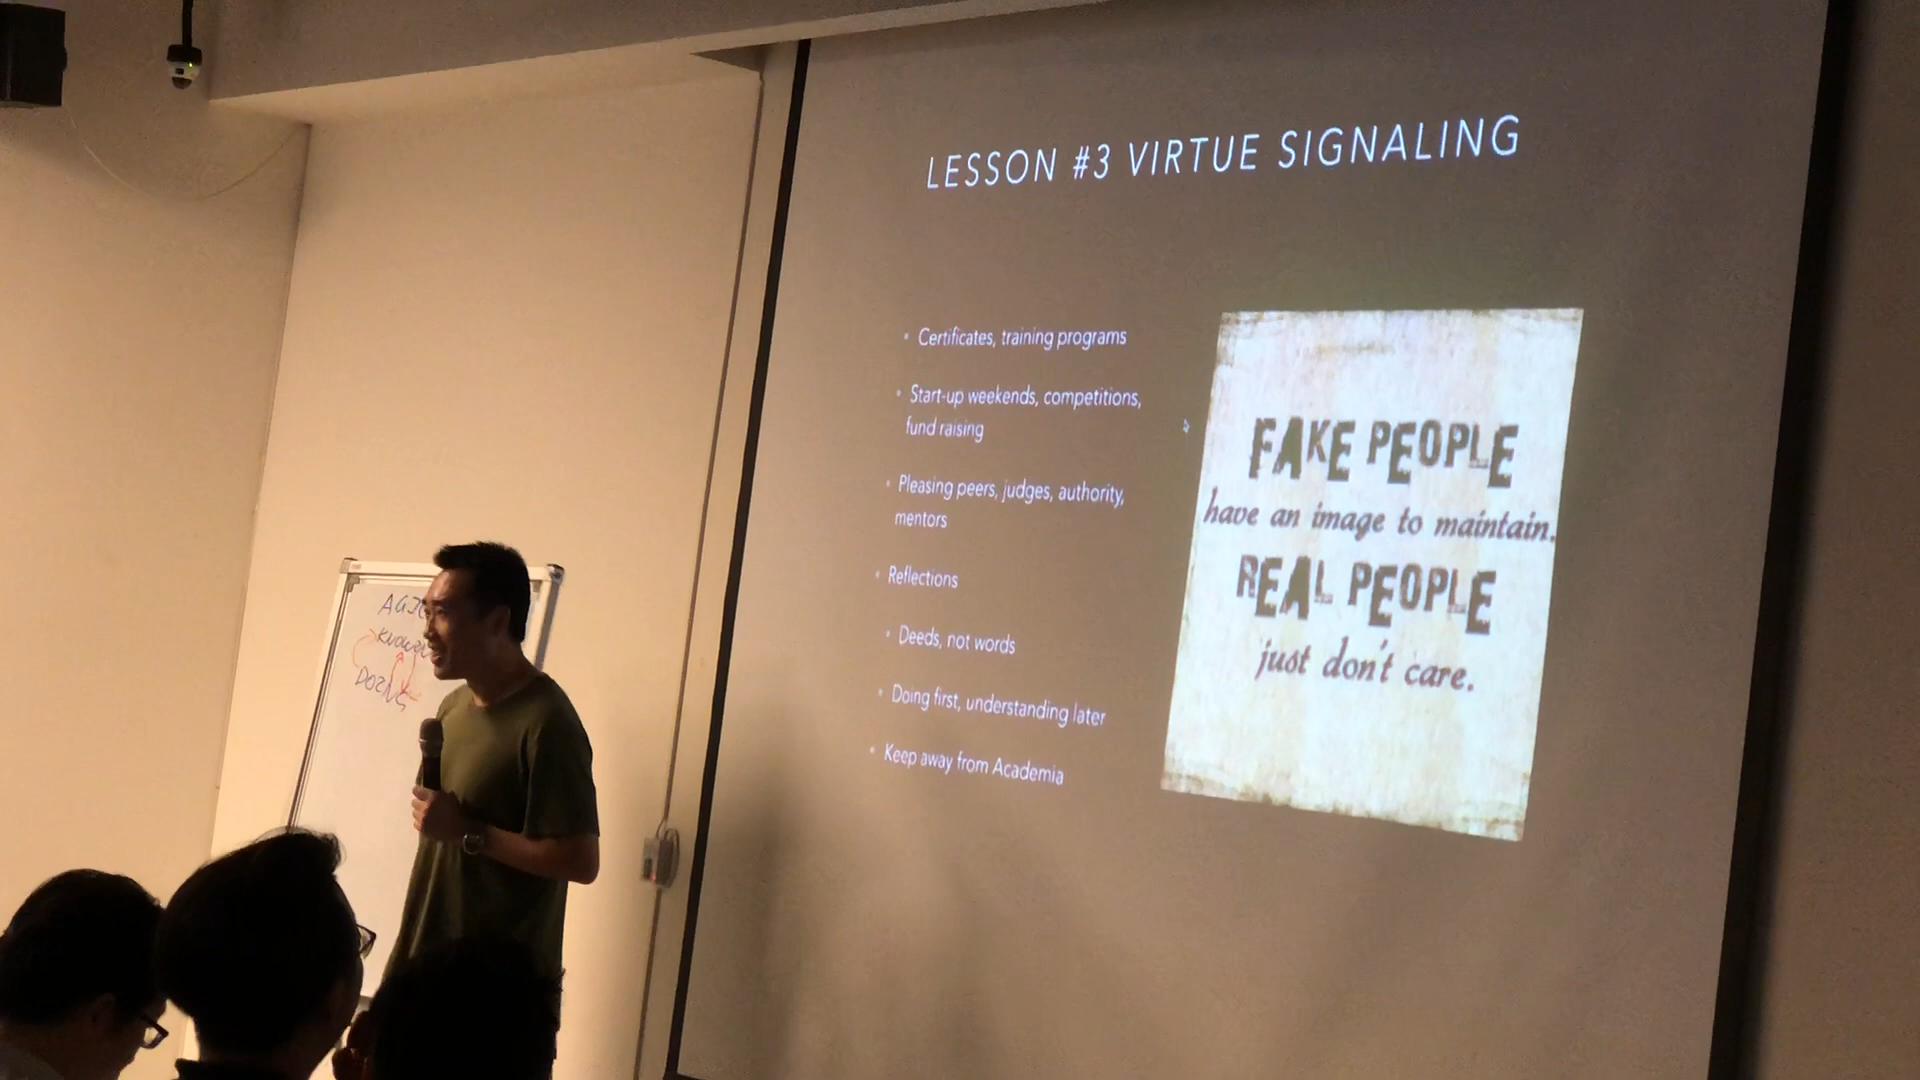 LESSON #3 VIRTUE SIGNALING
• Certificates, training programs
• Start-up weekends, competitions,
fund raising
• Pleasing peers, judges, authority,
mentors
• Reflections
• Deeds, not words
• Doing first, understanding later
• Keep away from Academia
FAKE PEOPLE
have an image to maintain.
REAL PEOPLE
just don't care.